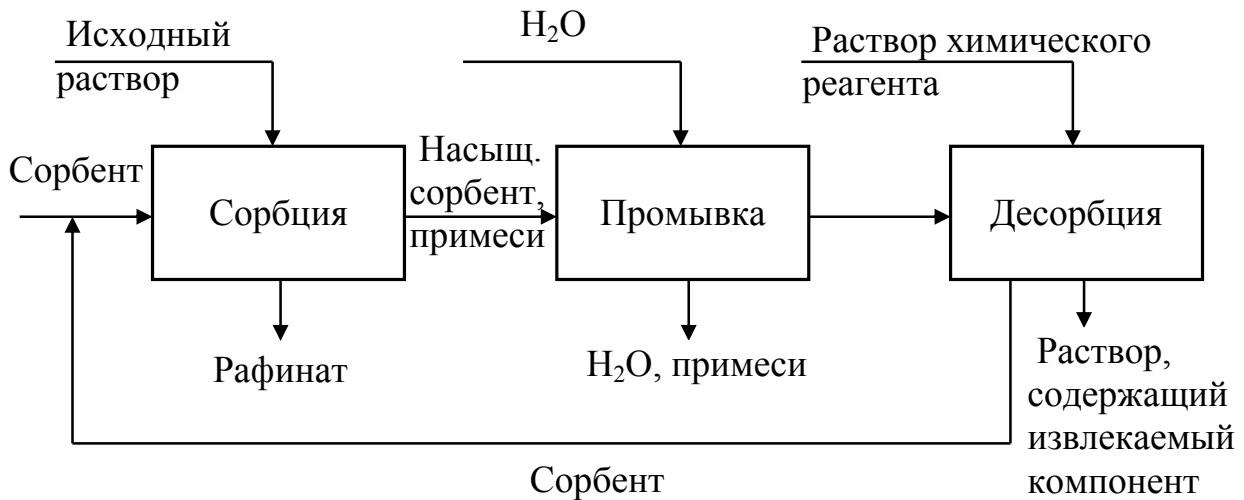 Исходный
раствор
H₂O
Раствор химического
реагента
Сорбент
Сорбция
Насыщ.
сорбент,
примеси
Промывка
Десорбция
Рафинат
H₂O, примеси
Раствор,
содержащий
извлекаемый
компонент
Сорбент